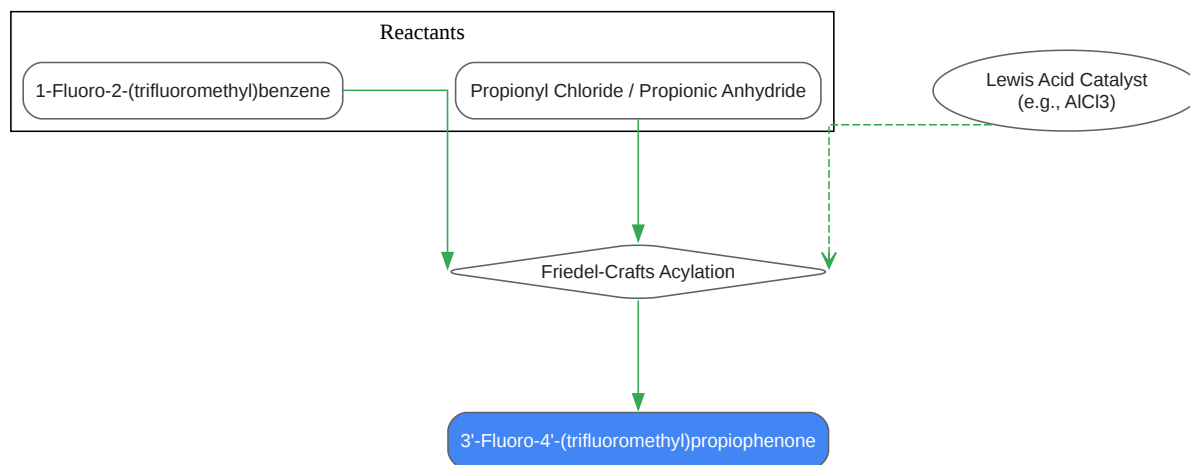 Reactants
1-Fluoro-2-(trifluoromethyl)benzene
Propionyl Chloride / Propionic Anhydride
Lewis Acid Catalyst
(e.g., AlCl3)
Friedel-Crafts Acylation
3'-Fluoro-4'-(trifluoromethyl)propiophenone